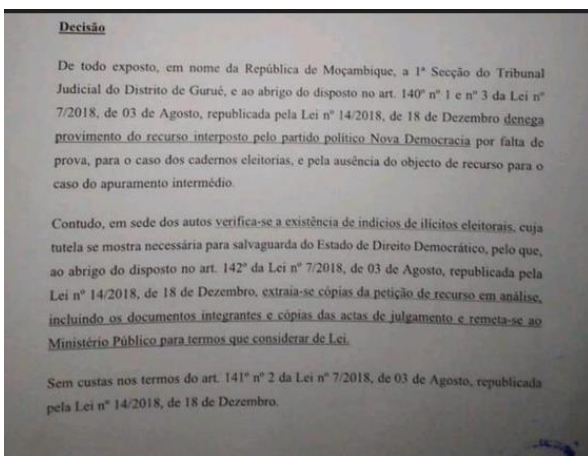 Decisão
De todo exposto, em nome da República de Moçambique, a 1ª Secção do Tribunal
Judicial do Distrito de Gurué, e ao abrigo do disposto no art. 140º nº 1 e nº 3 da Lei nº
7/2018, de 03 de Agosto, republicada pela Lei nº 14/2018, de 18 de Dezembro denega
provimento do recurso interposto pelo partido político Nova Democracia por falta de
prova, para o caso dos cadernos eleitorias, e pela ausência do objecto de recurso para o
caso do apuramento intermédio.
Contudo, em sede dos autos verifica-se a existência de indícios de ilícitos eleitorais, cuja
tutela se mostra necessária para salvaguarda do Estado de Direito Democrático, pelo que,
ao abrigo do disposto no art. 142º da Lei nº 7/2018, de 03 de Agosto, republicada pela
Lei nº 14/2018, de 18 de Dezembro, extraia-se cópias da petição de recurso em análise,
incluindo os documentos integrantes e cópias das actas de julgamento e remeta-se ao
Ministério Público para termos que considerar de Lei.
Sem custas nos termos do art. 141º nº 2 da Lei nº 7/2018, de 03 de Agosto, republicada
pela Lei nº 14/2018, de 18 de Dezembro.